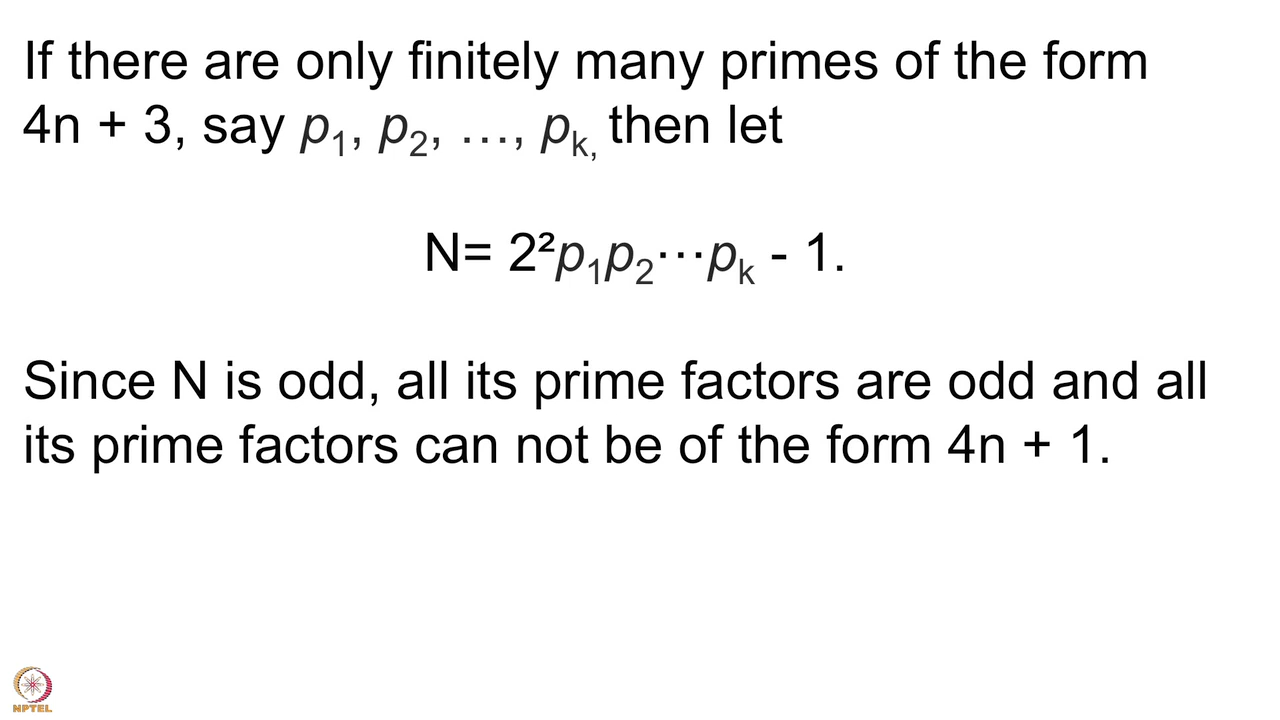 If there are only finitely many primes of the form
4n + 3, say p₁, p₂, …, pₖ, then let
N= 2²p₁p₂⋯pₖ - 1.
Since N is odd, all its prime factors are odd and all
its prime factors can not be of the form 4n + 1.
NPTEL